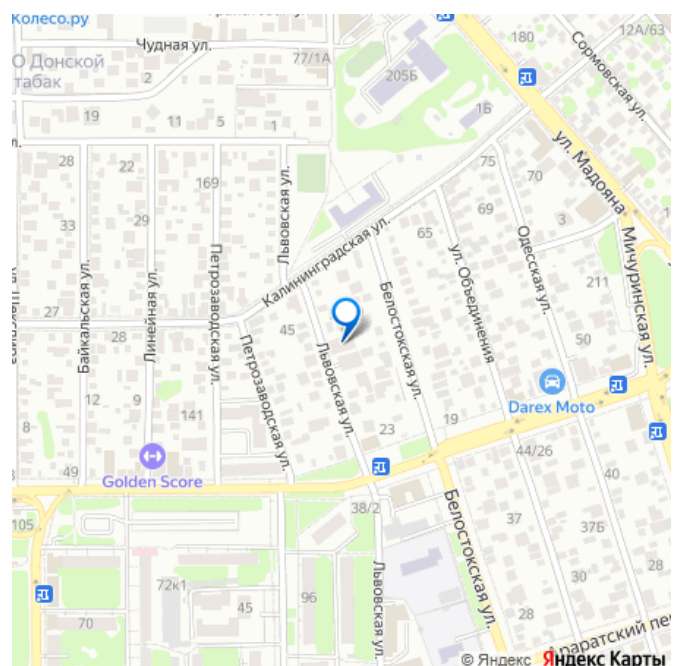 Колесо.ру
Чудная ул.
180
12А/63
О Донской
табак
77/1А
205Б
Сормовская ул.
2
19
11
5
1
1Б
ул. Мадояна
28
22
169
Львовская ул.
75
70
29
33
Петрозаводская ул.
Калининградская ул.
65
69
3
Одесская ул.
Мичуринская ул.
Байкальская ул.
Линейная ул.
ул. Объединения
211
27
28
45
Белостокская ул.
Петрозаводская ул.
Львовская ул.
50
12
9
8
141
Darex Moto
19
23
49
Golden Score
44/26
40
105
38/2
37
37Б
Белостокская ул.
72к1
96
45
30
70
Львовская ул.
28
28
Араратский пе
© Яндекс Яндекс Карты